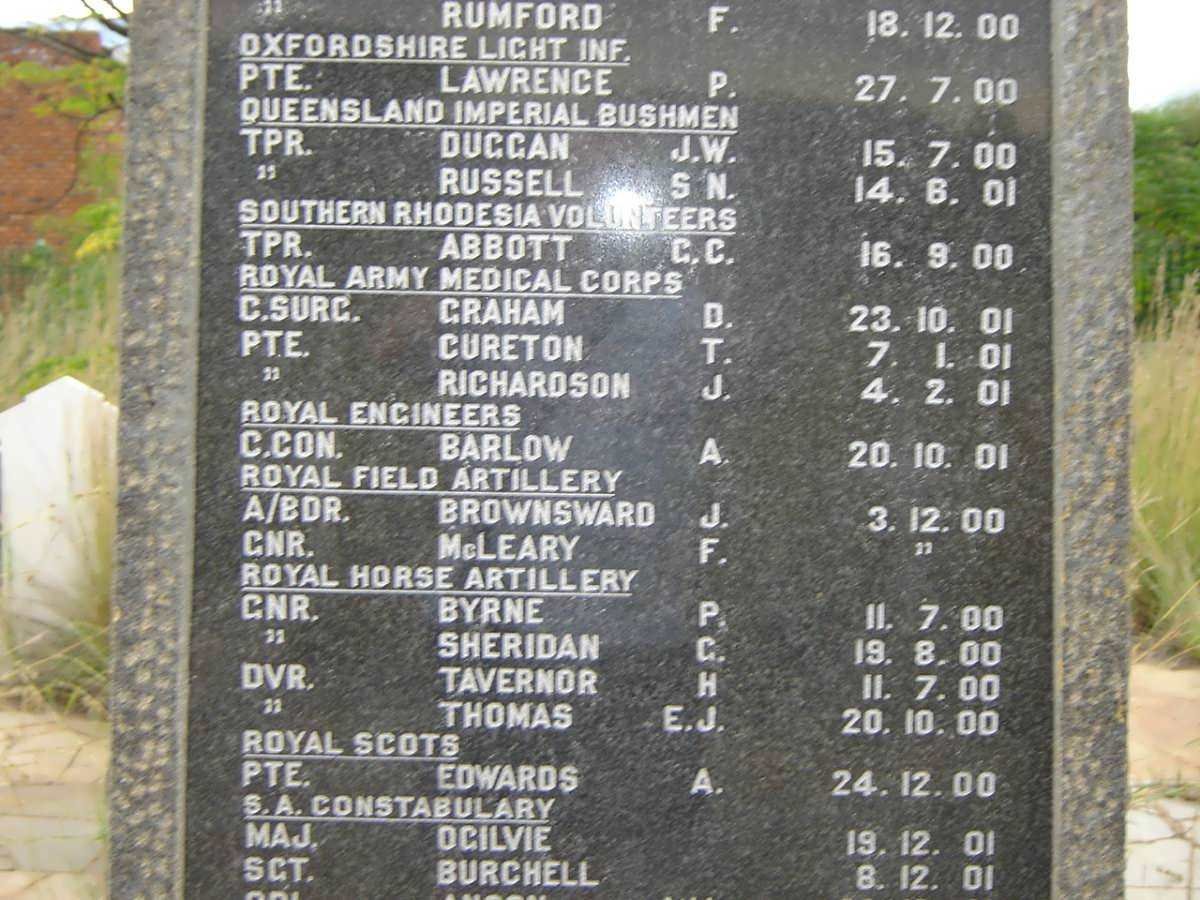 " RUMFORD F. 18. 12. 00
OXFORDSHIRE LIGHT INF.
PTE. LAWRENCE P. 27. 7. 00
QUEENSLAND IMPERIAL BUSHMEN
TPR. DUGGAN J.W. 15. 7. 00
" RUSSELL S N. 14. 8. 01
SOUTHERN RHODESIA VOLUNTEERS
TPR. ABBOTT C.C. 16. 9. 00
ROYAL ARMY MEDICAL CORPS
C.SURG. GRAHAM D. 23. 10. 01
PTE. CURETON T. 7. 1. 01
" RICHARDSON J. 4. 2. 01
ROYAL ENGINEERS
C.CON. BARLOW A. 20. 10. 01
ROYAL FIELD ARTILLERY
A/BDR. BROWNSWARD J. 3. 12. 00
GNR. McLEARY F. "
ROYAL HORSE ARTILLERY
GNR. BYRNE P. 11. 7. 00
" SHERIDAN G. 19. 8. 00
DVR. TAVERNOR H 11. 7. 00
" THOMAS E.J. 20. 10. 00
ROYAL SCOTS
PTE. EDWARDS A. 24. 12. 00
S.A. CONSTABULARY
MAJ. OGILVIE 19. 12. 01
SGT. BURCHELL 8. 12. 01